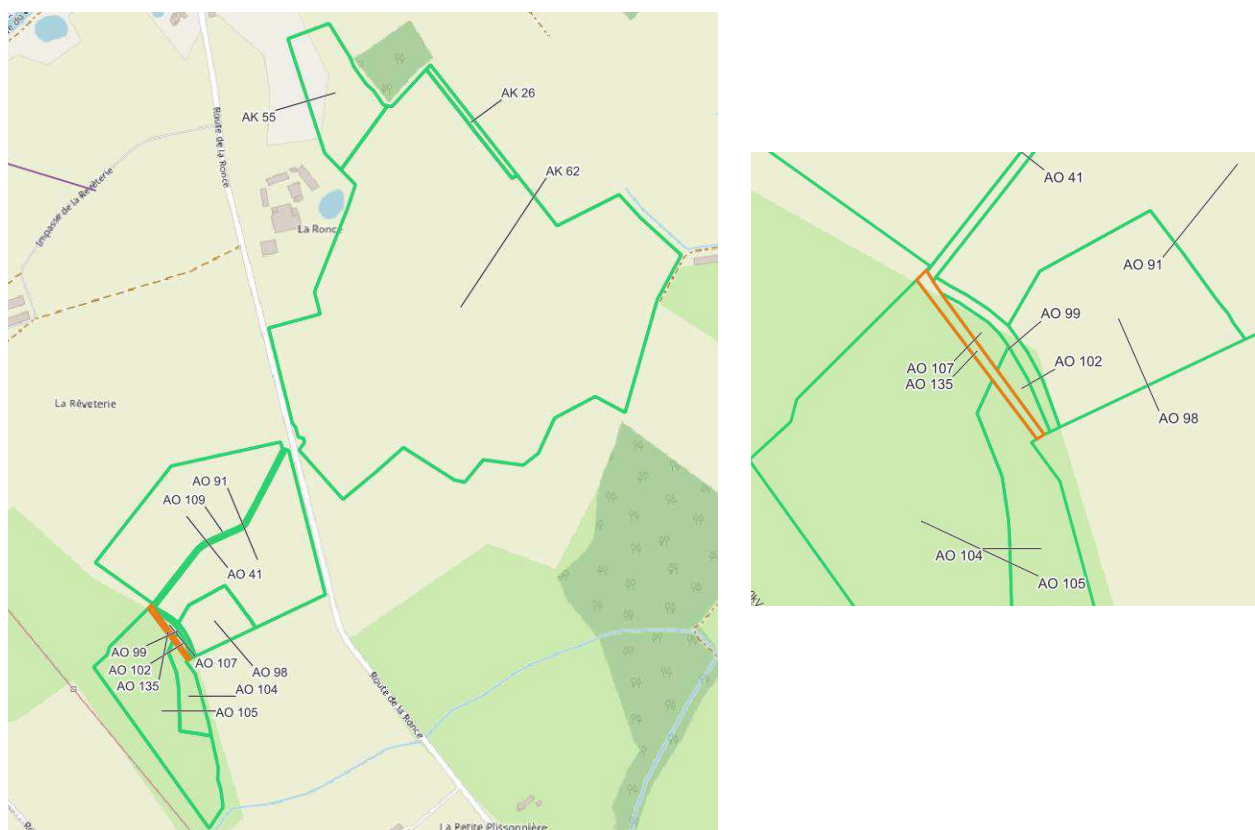 Route de la Ronce
AK 55
AK 26
AK 62
Impasse de la Rêveterie
La Ronce
La Rêveterie
AO 91
AO 109
AO 41
AO 99
AO 102
AO 107
AO 135
AO 98
AO 104
AO 105
Route de la Ronce
La Petite Plissonnière
AO 41
AO 91
AO 99
AO 107
AO 135
AO 102
AO 98
AO 104
AO 105